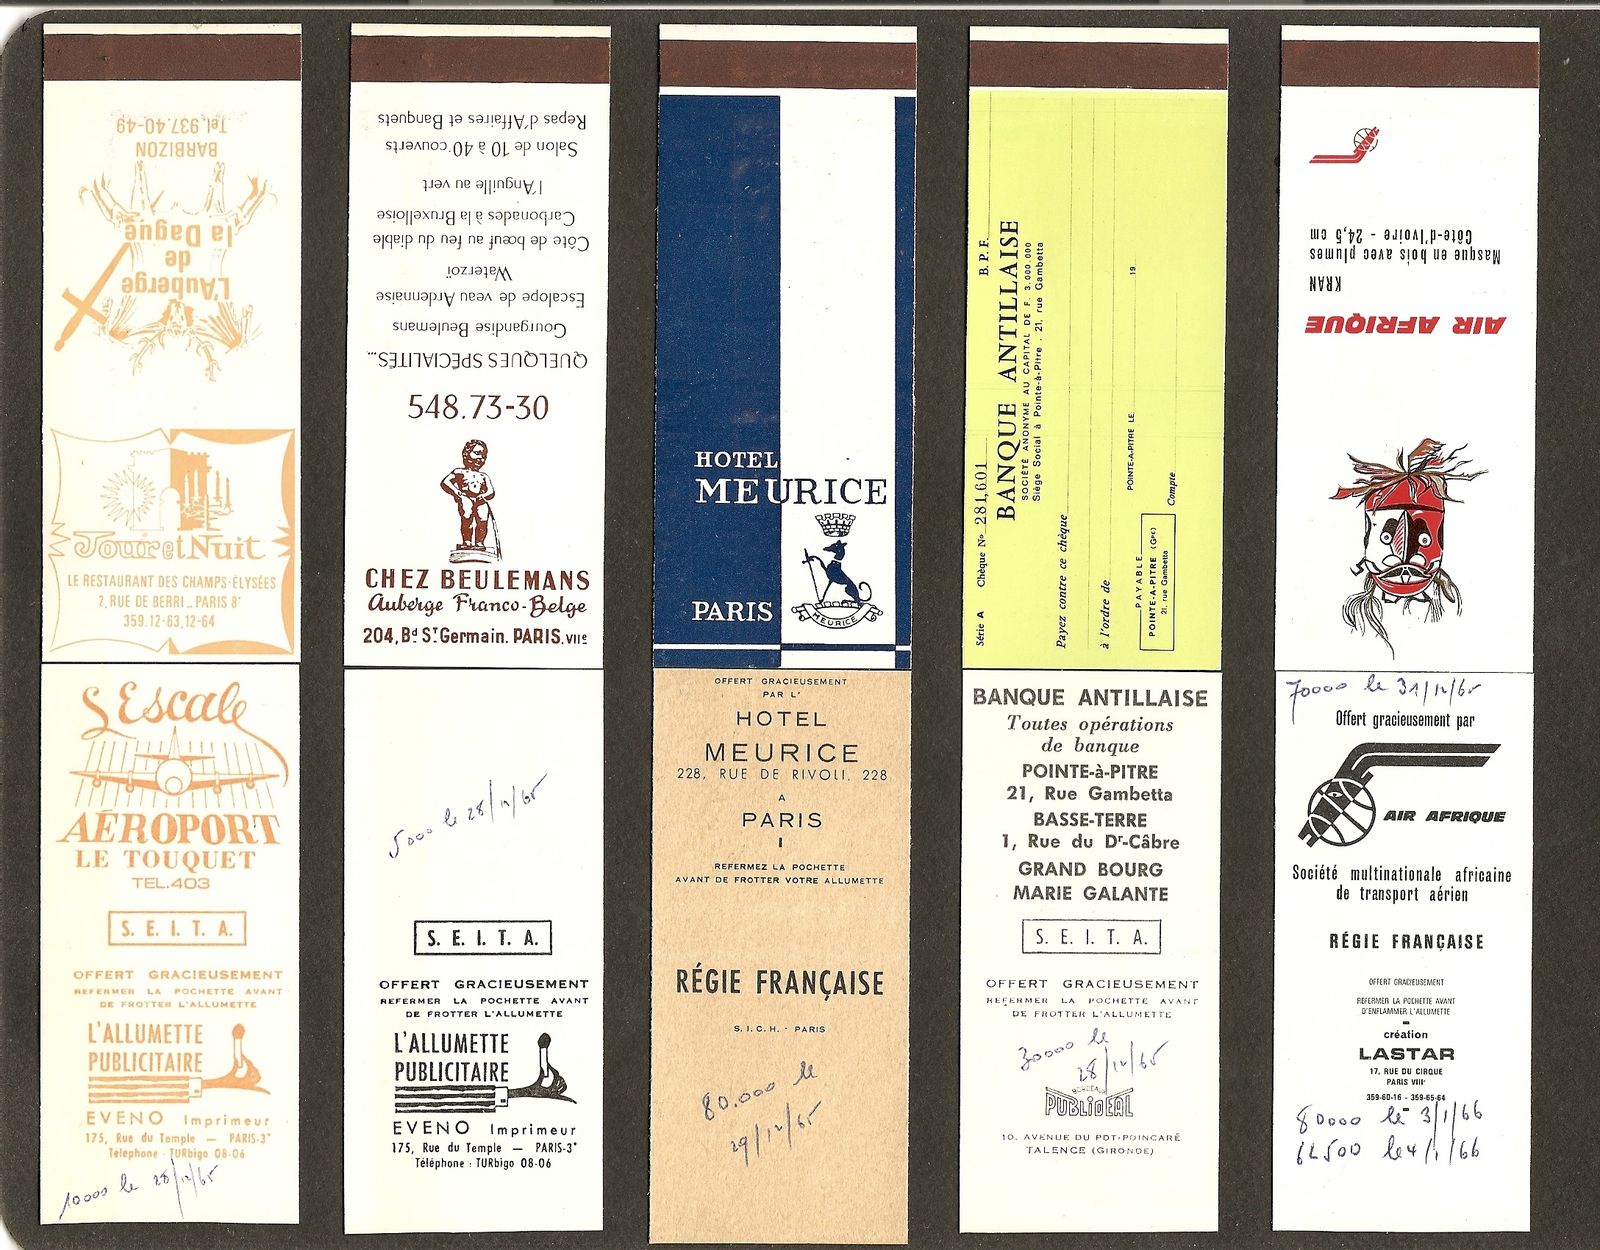 Tel.937.40-49
BARBIZON
L'Auberge
de
la Dague
Jour et Nuit
LE RESTAURANT DES CHAMPS-ÉLYSÉES
2, RUE DE BERRI _ PARIS 8e
359.12-63, 12-64
L'Escale
AÉROPORT
LE TOUQUET
TEL.403
S. E. I. T. A.
OFFERT GRACIEUSEMENT
REFERMER LA POCHETTE AVANT
DE FROTTER L'ALLUMETTE
L'ALLUMETTE
PUBLICITAIRE
EVENO Imprimeur
175, Rue du Temple — PARIS-3e
Téléphone : TURbigo 08-06
10000 le 28/12/65
QUELQUES SPÉCIALITÉS...
Gourgandise Beulemans
Escalope de veau Ardennaise
Waterzoï
Côte de bœuf au feu du diable
Carbonades à la Bruxelloise
l'Anguille au vert
Salon de 10 à 40 couverts
Repas d'Affaires et Banquets
548.73-30
CHEZ BEULEMANS
Auberge Franco-Belge
204, Bd St Germain. PARIS. VIIe
5000 le 28/12/65
S. E. I. T. A.
OFFERT GRACIEUSEMENT
REFERMER LA POCHETTE AVANT
DE FROTTER L'ALLUMETTE
L'ALLUMETTE
PUBLICITAIRE
EVENO Imprimeur
175, Rue du Temple — PARIS-3e
Téléphone : TURbigo 08-06
HOTEL
MEURICE
PARIS
MEURICE
OFFERT GRACIEUSEMENT
PAR L'
HOTEL
MEURICE
228, RUE DE RIVOLI, 228
A
PARIS
REFERMEZ LA POCHETTE
AVANT DE FROTTER VOTRE ALLUMETTE
RÉGIE FRANÇAISE
S.I.C.H. - PARIS
80.000 le
29/12/65
Série A Chèque No 281,601 B.P.F.
BANQUE ANTILLAISE
SOCIÉTÉ ANONYME AU CAPITAL DE F. 3.000.000
Siège Social à Pointe-à-Pitre . 21, rue Gambetta
Payez contre ce chèque
à l'ordre de
POINTE-A-PITRE LE 19
PAYABLE
POINTE-A-PITRE (Gpe)
21, rue Gambetta
Compte
BANQUE ANTILLAISE
Toutes opérations
de banque
POINTE-à-PITRE
21, Rue Gambetta
BASSE-TERRE
1, Rue du Dr-Câbre
GRAND BOURG
MARIE GALANTE
S. E. I. T. A.
OFFERT GRACIEUSEMENT
REFERMER LA POCHETTE AVANT
DE FROTTER L'ALLUMETTE
30000 le
28/12/65
BORDEAUX
PUBLIDEAL
10, AVENUE DU PDT-POINCARÉ
TALENCE (GIRONDE)
AIR AFRIQUE
KRAN
Masque en bois avec plumes
Côte-d'Ivoire - 24,5 cm
70000 le 31/12/65
Offert gracieusement par
AIR AFRIQUE
Société multinationale africaine
de transport aérien
RÉGIE FRANÇAISE
OFFERT GRACIEUSEMENT
REFERMER LA POCHETTE AVANT
D'ENFLAMMER L'ALLUMETTE
création
LASTAR
17, RUE DU CIRQUE
PARIS VIIIe
359-60-16 - 359-65-64
80000 le 3/1/66
62500 le 4/1/66